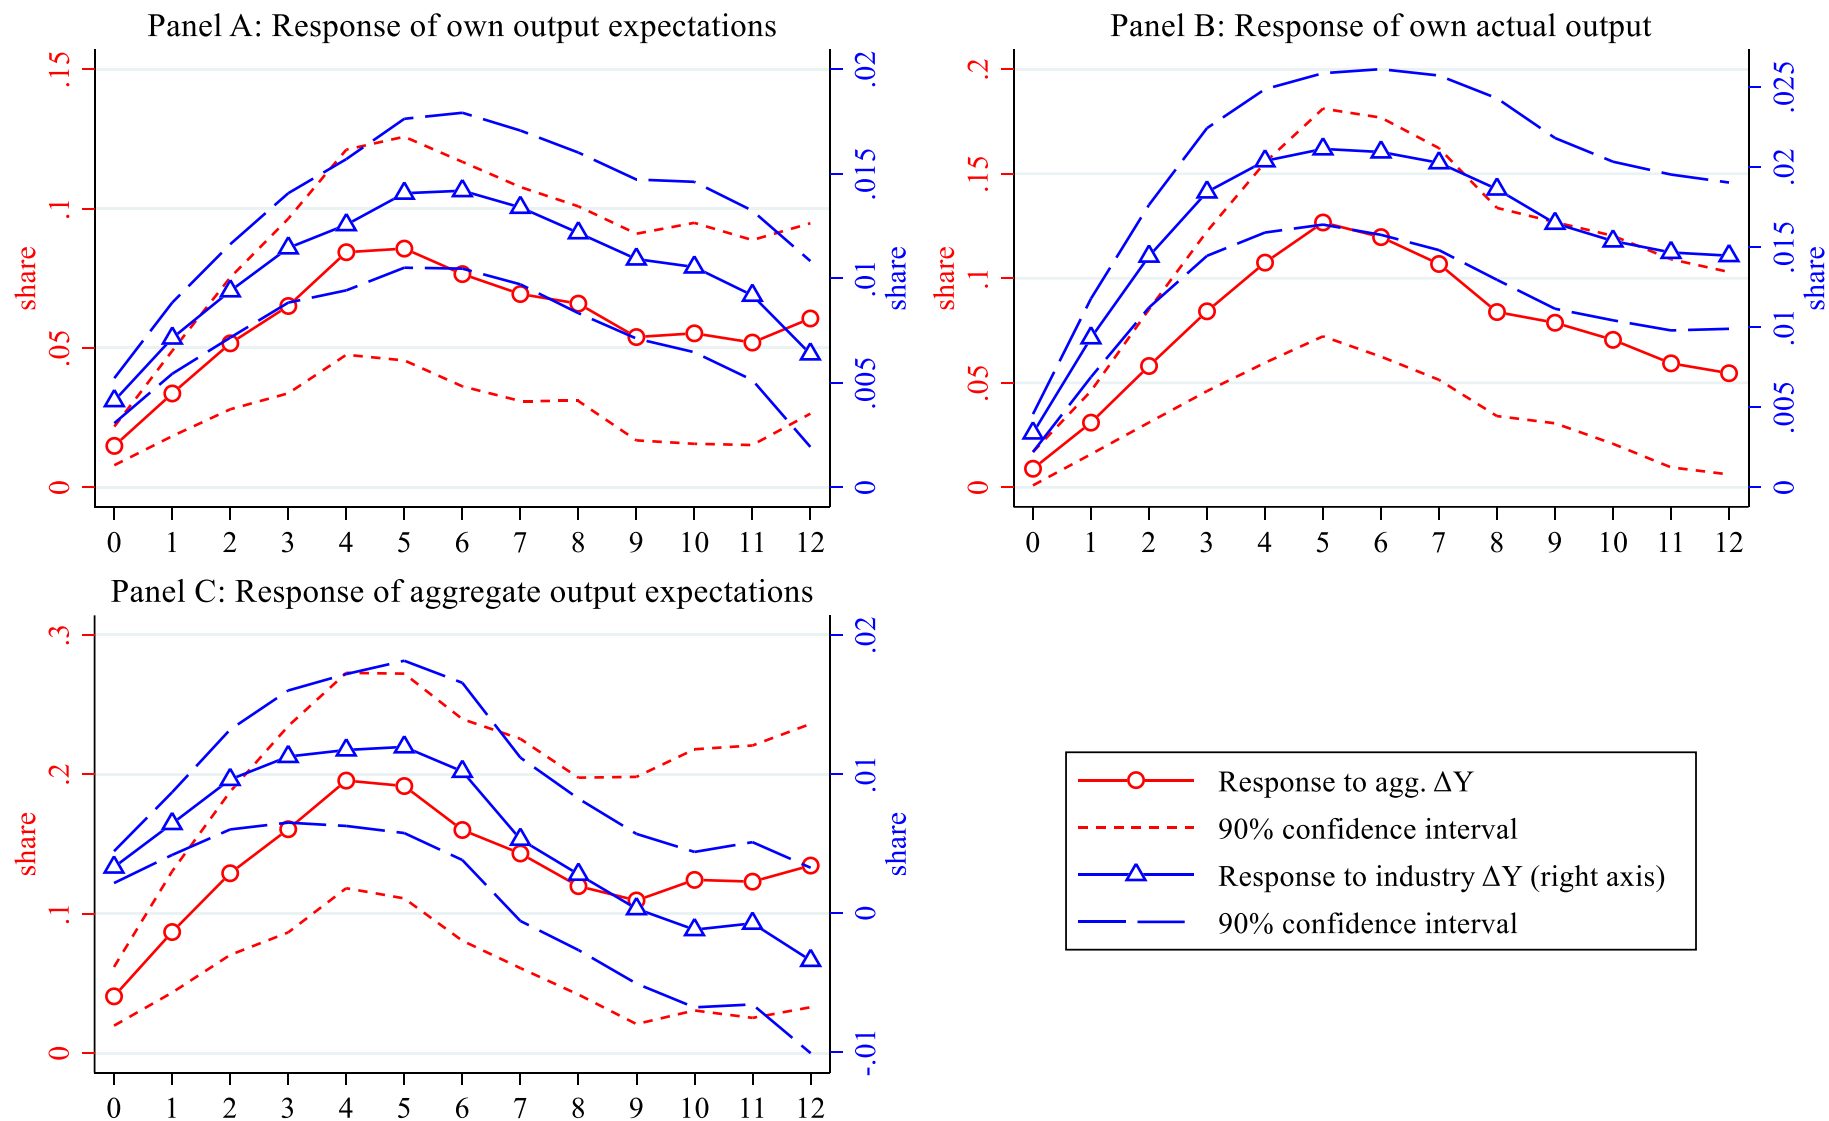 Panel A: Response of own output expectations
.15
.1
.05
0
share
.02
.015
.01
.005
0
share
0 1 2 3 4 5 6 7 8 9 10 11 12
Panel B: Response of own actual output
.2
.15
.1
.05
0
share
.025
.02
.015
.01
.005
0
share
0 1 2 3 4 5 6 7 8 9 10 11 12
Panel C: Response of aggregate output expectations
.3
.2
.1
0
share
.02
.01
0
-.01
share
0 1 2 3 4 5 6 7 8 9 10 11 12
Response to agg. ΔY
90% confidence interval
Response to industry ΔY (right axis)
90% confidence interval